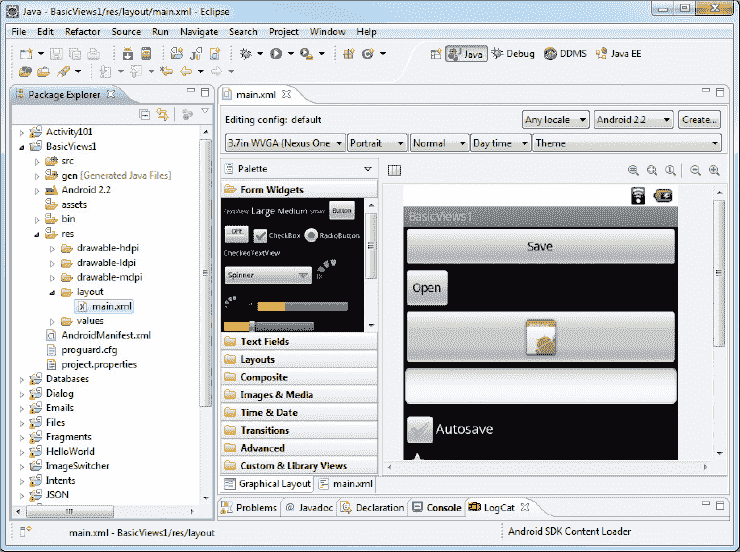 Java - BasicViews1/res/layout/main.xml - Eclipse
File Edit Refactor Source Run Navigate Search Project Window Help
Java Debug DDMS Java EE
Package Explorer
Activity101
BasicViews1
src
gen [Generated Java Files]
Android 2.2
assets
bin
res
drawable-hdpi
drawable-ldpi
drawable-mdpi
layout
main.xml
values
AndroidManifest.xml
proguard.cfg
project.properties
Databases
Dialog
Emails
Files
Fragments
HelloWorld
ImageSwitcher
Intents
JSON
main.xml
Editing config: default
Any locale Android 2.2 Create...
3.7in WVGA (Nexus One Portrait Normal Day time Theme
Palette
Form Widgets
TextView Large Medium Small Button
CheckBox RadioButton
CheckedTextView
Spinner
Text Fields
Layouts
Composite
Images & Media
Time & Date
Transitions
Advanced
Custom & Library Views
BasicViews1
Save
Open
Autosave
Graphical Layout main.xml
Problems Javadoc Declaration Console LogCat
main.xml - BasicViews1/res/layout
Android SDK Content Loader